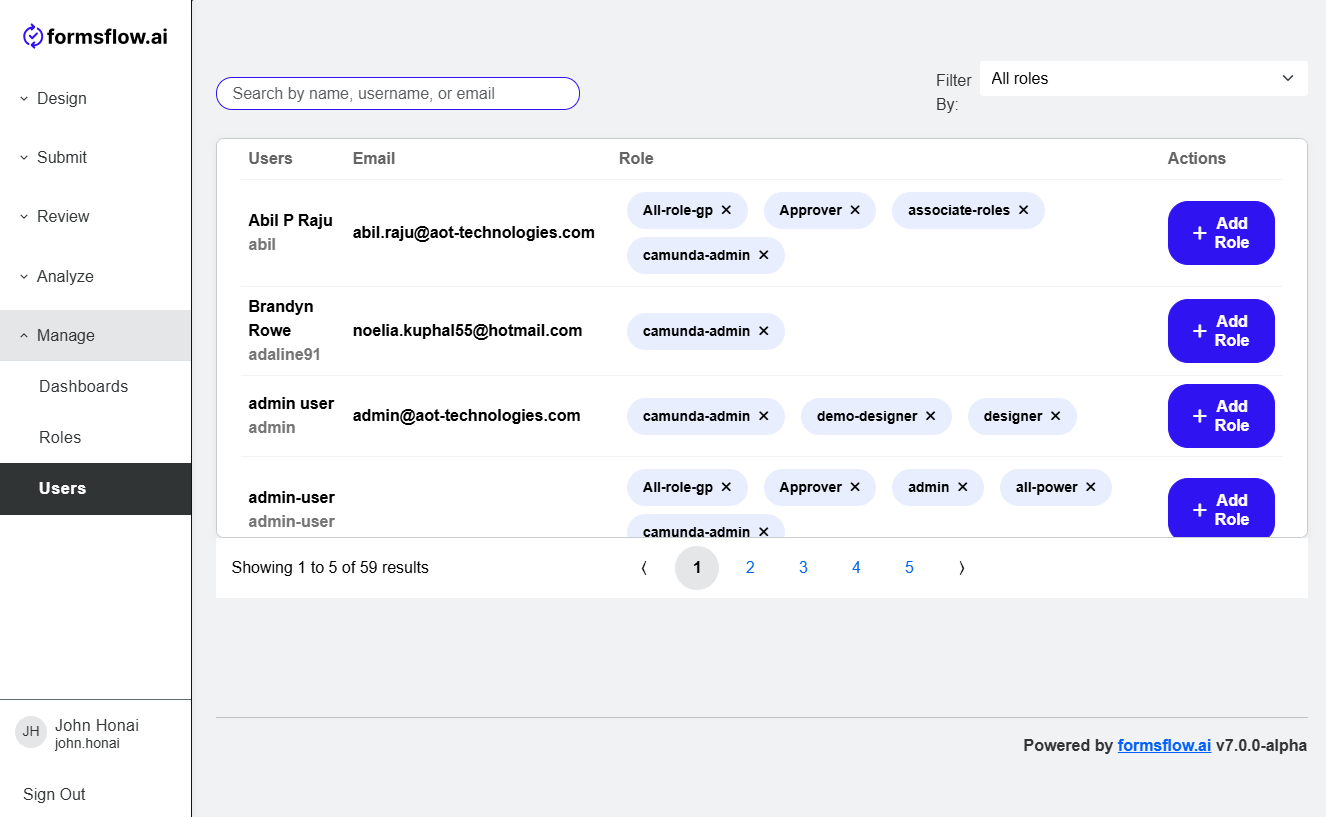 formsflow.ai
Design
Submit
Review
Analyze
Manage
Dashboards
Roles
Users
JH
John Honai
john.honai
Sign Out
Search by name, username, or email
Filter
By:
All roles
Users Email Role Actions
Abil P Raju
abil
abil.raju@aot-technologies.com
All-role-gp × Approver × associate-roles ×
camunda-admin ×
+ Add
Role
Brandyn
Rowe
adaline91
noelia.kuphal55@hotmail.com
camunda-admin ×
+ Add
Role
admin user
admin
admin@aot-technologies.com
camunda-admin × demo-designer × designer ×
+ Add
Role
admin-user
admin-user
All-role-gp × Approver × admin × all-power ×
camunda-admin ×
+ Add
Role
Showing 1 to 5 of 59 results
⟨ 1 2 3 4 5 ⟩
Powered by formsflow.ai v7.0.0-alpha